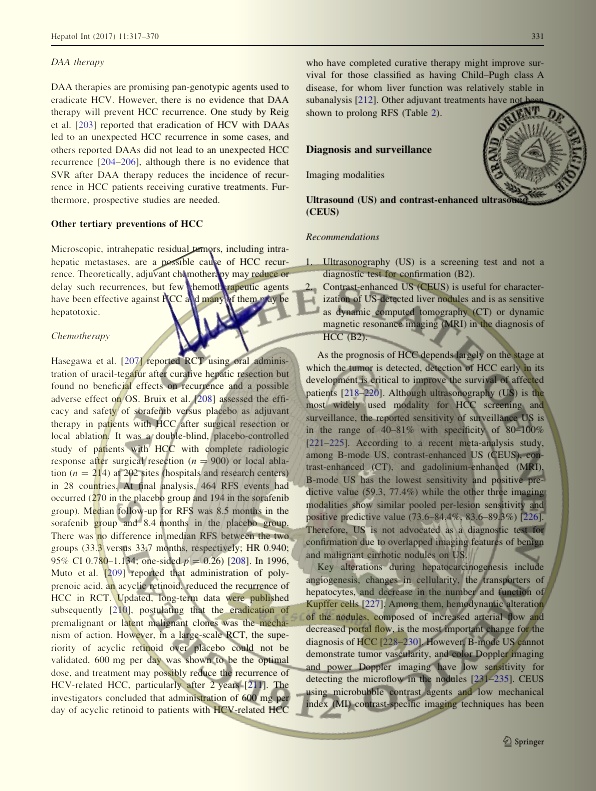 Hepatol Int (2017) 11:317–370
331
DAA therapy
DAA therapies are promising pan-genotypic agents used to
eradicate HCV. However, there is no evidence that DAA
therapy will prevent HCC recurrence. One study by Reig
et al. [203] reported that eradication of HCV with DAAs
led to an unexpected HCC recurrence in some cases, and
others reported DAAs did not lead to an unexpected HCC
recurrence [204–206], although there is no evidence that
SVR after DAA therapy reduces the incidence of recur-
rence in HCC patients receiving curative treatments. Fur-
thermore, prospective studies are needed.
Other tertiary preventions of HCC
Microscopic, intrahepatic residual tumors, including intra-
hepatic metastases, are a possible cause of HCC recur-
rence. Theoretically, adjuvant chemotherapy may reduce or
delay such recurrences, but few hemotherapeutic agents
have been effective against HCC and many of them may be
hepatotoxic.
Chemotherapy
Hasegawa et al. [207] reported RCT using oral adminis-
tration of uracil-tegafur after curative hepatic resection but
found no beneficial effects on recurrence and a possible
adverse effect on OS. Bruix et al. [208] assessed the effi-
cacy and safety of sorafenib versus placebo as adjuvant
therapy in patients with HCC after surgical resection or
local ablation. It was a double-blind, placebo-controlled
study of patients with HCC with complete radiologic
response after surgical resection (n = 900) or local abla-
tion (n = 214) at 202 sites (hospitals and research centers)
in 28 countries. At final analysis, 464 RFS events had
occurred (270 in the placebo group and 194 in the sorafenib
group). Median follow-up for RFS was 8.5 months in the
sorafenib group and 8.4 months in the placebo group.
There was no difference in median RFS between the two
groups (33.3 versus 33.7 months, respectively; HR 0.940;
95% CI 0.780–1.134; one-sided p = 0.26) [208]. In 1996,
Muto et al. [209] reported that administration of poly-
prenoic acid, an acyclic retinoid, reduced the recurrence of
HCC in RCT. Updated, long-term data were published
subsequently [210], postulating that the eradication of
premalignant or latent malignant clones was the mecha-
nism of action. However, in a large-scale RCT, the supe-
riority of acyclic retinoid over placebo could not be
validated. 600 mg per day was shown to be the optimal
dose, and treatment may possibly reduce the recurrence of
HCV-related HCC, particularly after 2 years [211]. The
investigators concluded that administration of 600 mg per
day of acyclic retinoid to patients with HCV-related HCC
who have completed curative therapy might improve sur-
vival for those classified as having Child–Pugh class A
disease, for whom liver function was relatively stable in
subanalysis [212]. Other adjuvant treatments have not been
shown to prolong RFS (Table 2).
Diagnosis and surveillance
Imaging modalities
Ultrasound (US) and contrast-enhanced ultrasound
(CEUS)
Recommendations
1. Ultrasonography (US) is a screening test and not a
diagnostic test for confirmation (B2).
2. Contrast-enhanced US (CEUS) is useful for character-
ization of US-detected liver nodules and is as sensitive
as dynamic computed tomography (CT) or dynamic
magnetic resonance imaging (MRI) in the diagnosis of
HCC (B2).
As the prognosis of HCC depends largely on the stage at
which the tumor is detected, detection of HCC early in its
development is critical to improve the survival of affected
patients [218–220]. Although ultrasonography (US) is the
most widely used modality for HCC screening and
surveillance, the reported sensitivity of surveillance US is
in the range of 40–81% with specificity of 80–100%
[221–225]. According to a recent meta-analysis study,
among B-mode US, contrast-enhanced US (CEUS), con-
trast-enhanced (CT), and gadolinium-enhanced (MRI),
B-mode US has the lowest sensitivity and positive pre-
dictive value (59.3, 77.4%) while the other three imaging
modalities show similar pooled per-lesion sensitivity and
positive predictive value (73.6–84.4%, 83.6–89.3%) [226].
Therefore, US is not advocated as a diagnostic test for
confirmation due to overlapped imaging features of benign
and malignant cirrhotic nodules on US.
Key alterations during hepatocarcinogenesis include
angiogenesis, changes in cellularity, the transporters of
hepatocytes, and decrease in the number and function of
Kupffer cells [227]. Among them, hemodynamic alteration
of the nodules, composed of increased arterial flow and
decreased portal flow, is the most important change for the
diagnosis of HCC [228–230]. However, B-mode US cannot
demonstrate tumor vascularity, and color Doppler imaging
and power Doppler imaging have low sensitivity for
detecting the microflow in the nodules [231–235]. CEUS
using microbubble contrast agents and low mechanical
index (MI) contrast-specific imaging techniques has been
Springer
GRAND ORIENT DE BELGIQUE